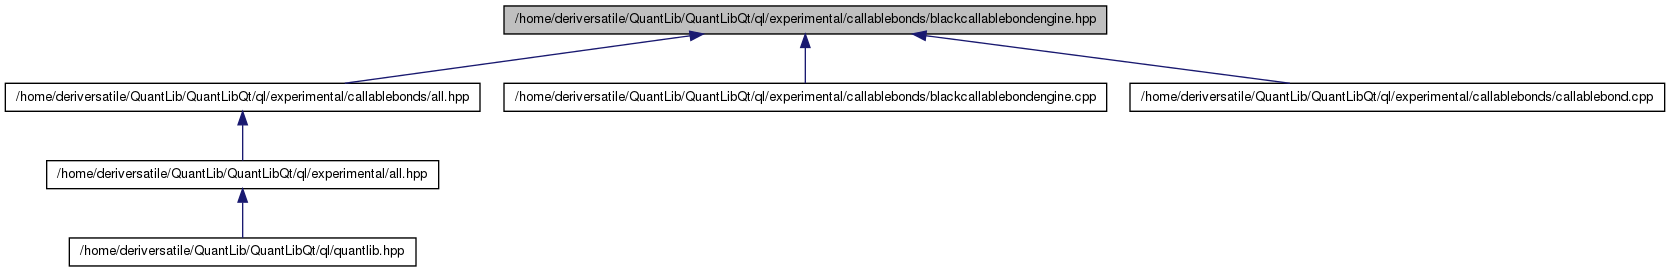 /home/deriversatile/QuantLib/QuantLibQt/ql/experimental/callablebonds/blackcallablebondengine.hpp
/home/deriversatile/QuantLib/QuantLibQt/ql/experimental/callablebonds/all.hpp
/home/deriversatile/QuantLib/QuantLibQt/ql/experimental/callablebonds/blackcallablebondengine.cpp
/home/deriversatile/QuantLib/QuantLibQt/ql/experimental/callablebonds/callablebond.cpp
/home/deriversatile/QuantLib/QuantLibQt/ql/experimental/all.hpp
/home/deriversatile/QuantLib/QuantLibQt/ql/quantlib.hpp